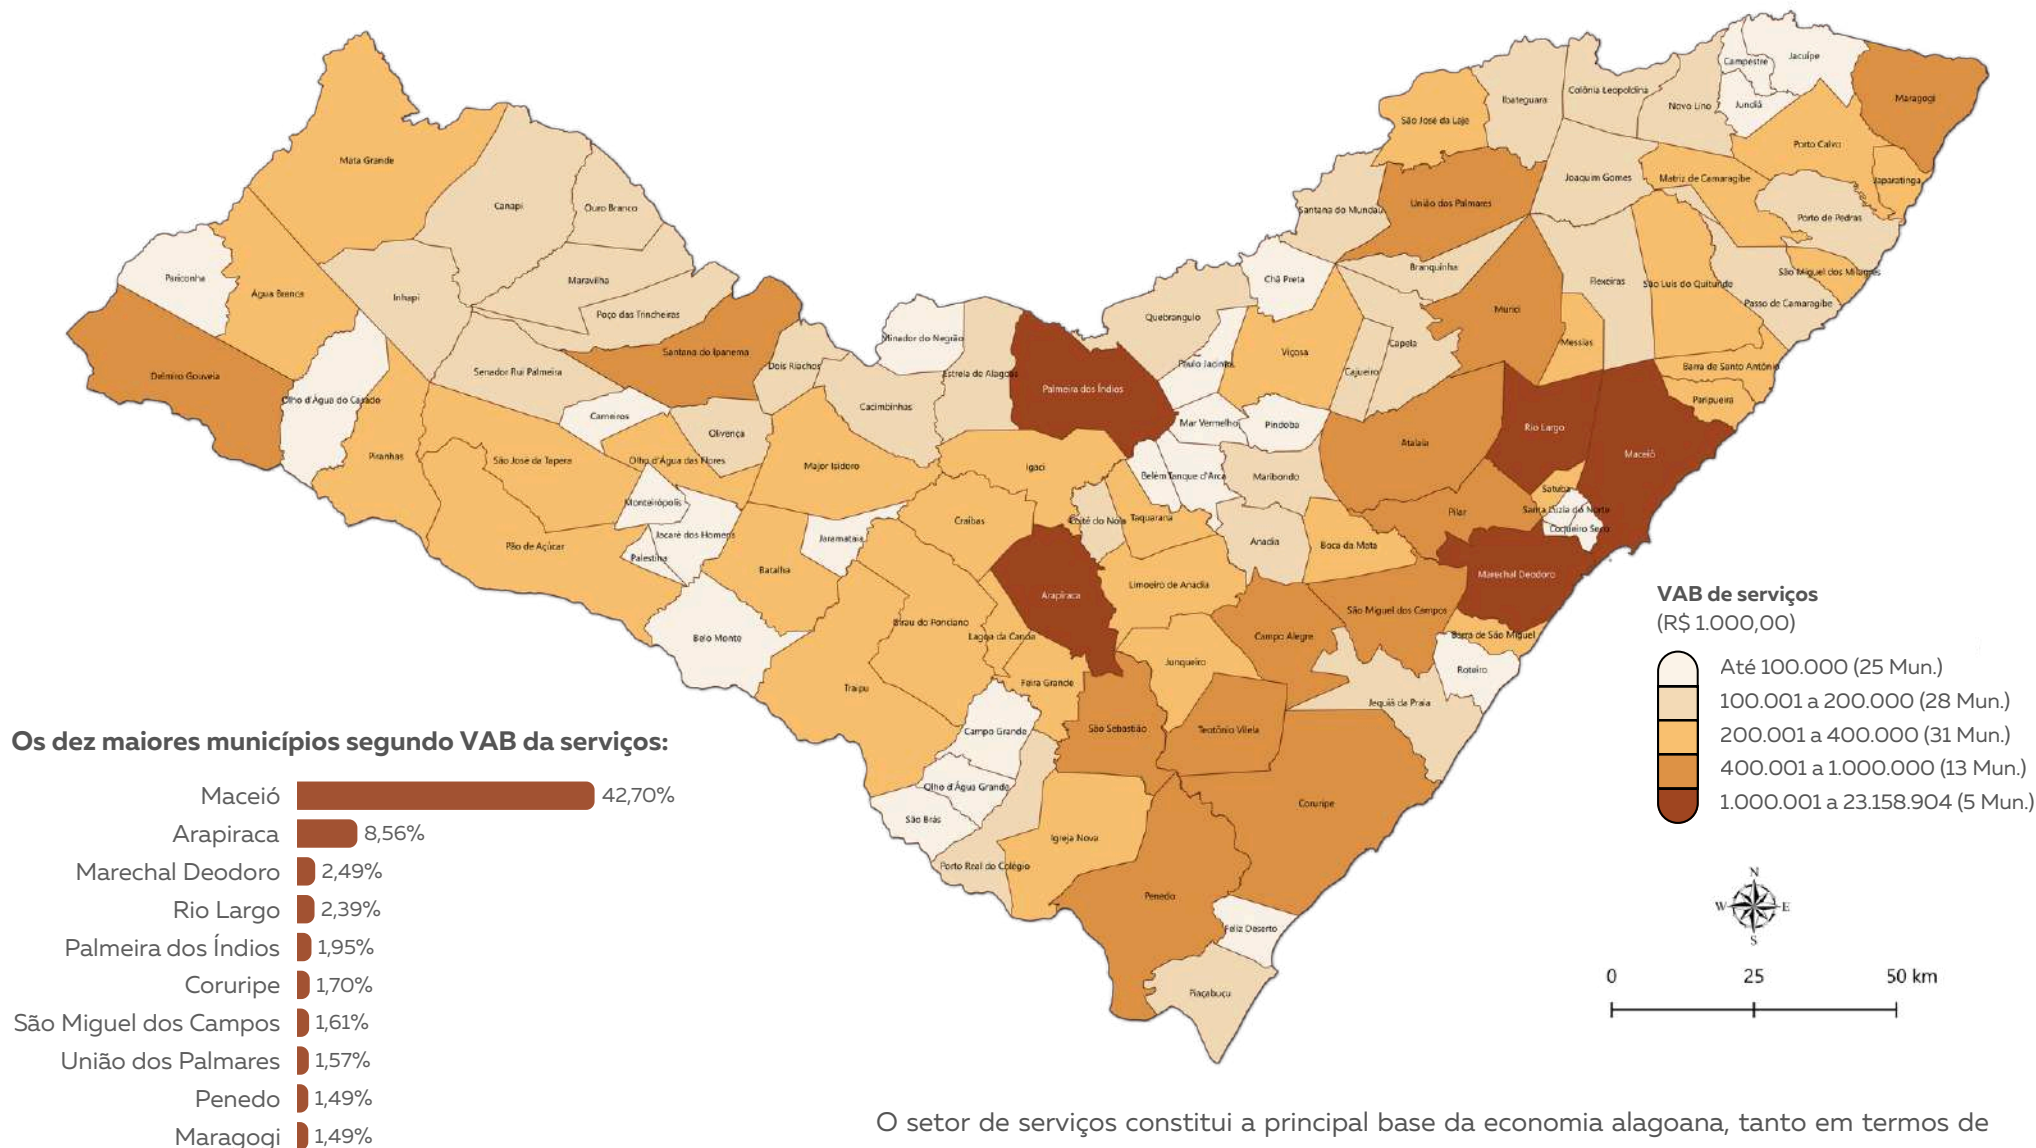 Campestre
Jacuípe
Maragogi
Jundiá
Colônia Leopoldina
Ibateguara
Novo Lino
São José da Laje
Porto Calvo
Mata Grande
Joaquim Gomes
Matriz de Camaragibe
Japaratinga
Canapi
Ouro Branco
Santana do Mundaú
União dos Palmares
Porto de Pedras
Branquinha
São Miguel dos Milagres
Pariconha
Água Branca
Inhapi
Maravilha
Chã Preta
Flexeiras
São Luís do Quitunde
Passo de Camaragibe
Poço das Trincheiras
Quebrangulo
Murici
Messias
Minador do Negrão
Santana do Ipanema
Viçosa
Capela
Dois Riachos
Estrela de Alagoas
Paulo Jacinto
Cajueiro
Barra de Santo Antônio
Delmiro Gouveia
Senador Rui Palmeira
Palmeira dos Índios
Olho d'Água do Casado
Cacimbinhas
Paripueira
Carneiros
Mar Vermelho
Pindoba
Rio Largo
Olivença
Atalaia
Maceió
Piranhas
São José da Tapera
Olho d'Água das Flores
Major Isidoro
Igaci
Belém
Tanque d'Arca
Maribondo
Satuba
Monteirópolis
Pilar
Santa Luzia do Norte
Craíbas
Coité do Nóia
Taquarana
Coqueiro Seco
Jacaré dos Homens
Jaramataia
Anadia
Boca da Mata
Pão de Açúcar
Palestina
Batalha
Marechal Deodoro
Limoeiro de Anadia
Arapiraca
São Miguel dos Campos
Girau do Ponciano
Lagoa da Canoa
Campo Alegre
Barra de São Miguel
Belo Monte
Junqueiro
Roteiro
Traipu
Feira Grande
Jequiá da Praia
Campo Grande
São Sebastião
Teotônio Vilela
Olho d'Água Grande
São Brás
Coruripe
Igreja Nova
Porto Real do Colégio
Penedo
Feliz Deserto
Piaçabuçu
VAB de serviços
(R$ 1.000,00)
Até 100.000 (25 Mun.)
100.001 a 200.000 (28 Mun.)
200.001 a 400.000 (31 Mun.)
400.001 a 1.000.000 (13 Mun.)
1.000.001 a 23.158.904 (5 Mun.)
N
W E
S
0 25 50 km
Os dez maiores municípios segundo VAB da serviços:
Maceió 42,70%
Arapiraca 8,56%
Marechal Deodoro 2,49%
Rio Largo 2,39%
Palmeira dos Índios 1,95%
Coruripe 1,70%
São Miguel dos Campos 1,61%
União dos Palmares 1,57%
Penedo 1,49%
Maragogi 1,49%
O setor de serviços constitui a principal base da economia alagoana, tanto em termos de